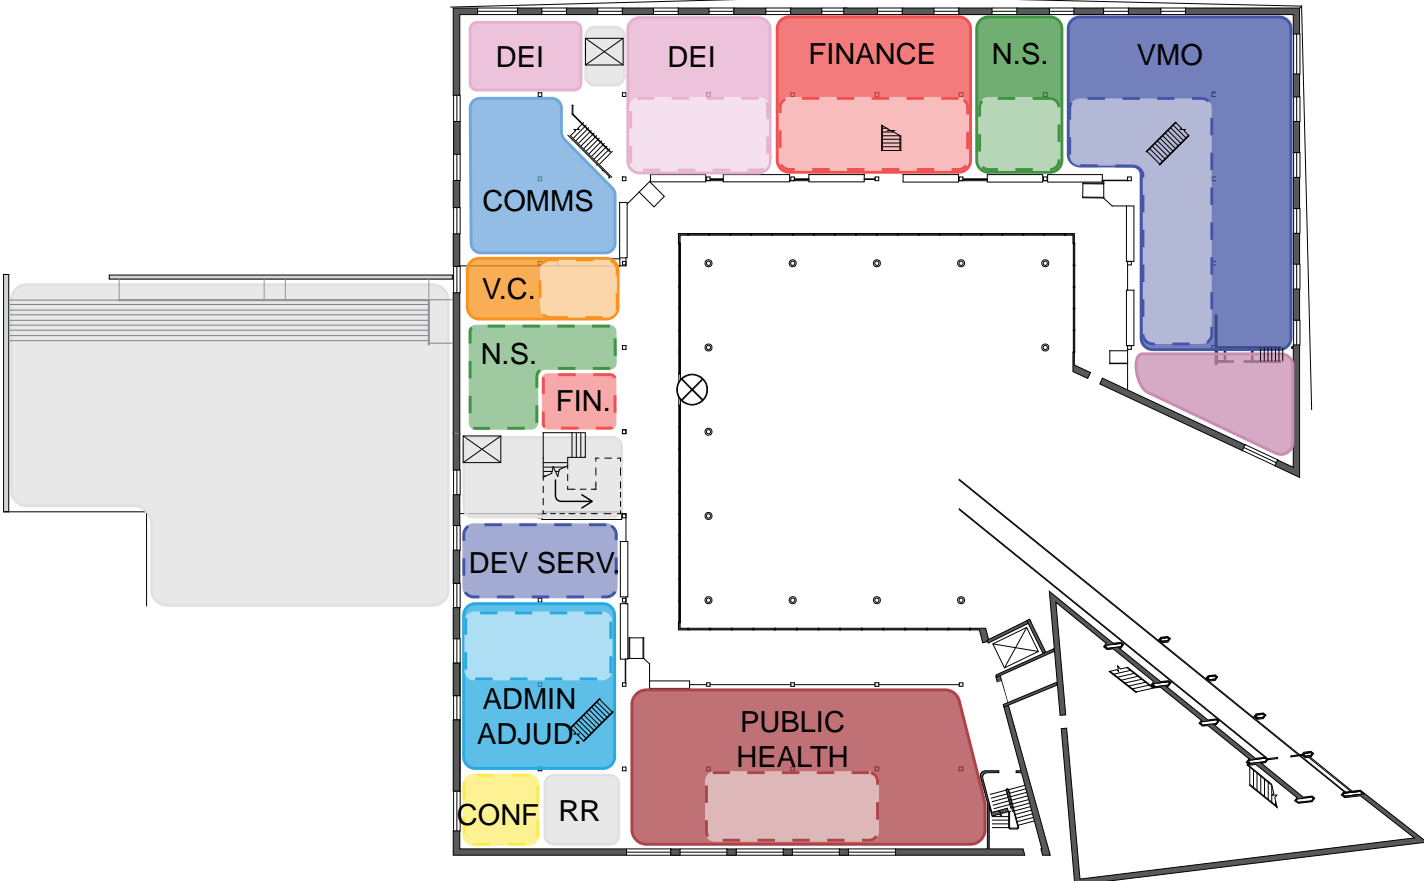 DEI
DEI
FINANCE
N.S.
VMO
COMMS
V.C.
N.S.
FIN.
DEV SERV.
ADMIN
ADJUD.
PUBLIC
HEALTH
CONF
RR